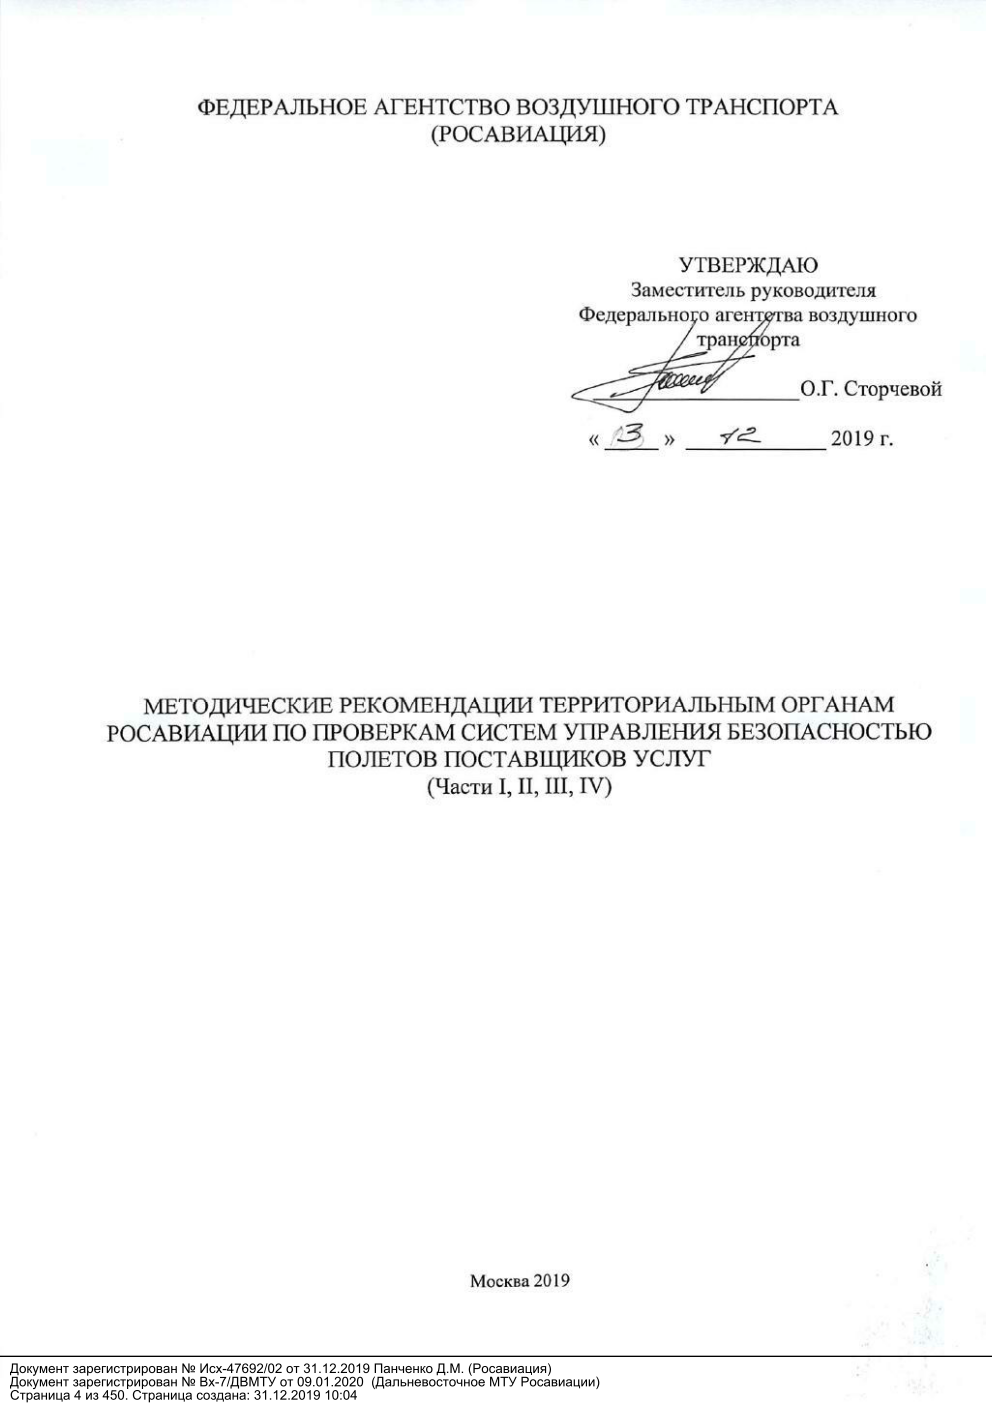 ФЕДЕРАЛЬНОЕ АГЕНТСТВО ВОЗДУШНОГО ТРАНСПОРТА
(РОСАВИАЦИЯ)
УТВЕРЖДАЮ
Заместитель руководителя
Федерального агентства воздушного
транспорта
О.Г. Сторчевой
« 13 » 12 2019 г.
МЕТОДИЧЕСКИЕ РЕКОМЕНДАЦИИ ТЕРРИТОРИАЛЬНЫМ ОРГАНАМ
РОСАВИАЦИИ ПО ПРОВЕРКАМ СИСТЕМ УПРАВЛЕНИЯ БЕЗОПАСНОСТЬЮ
ПОЛЕТОВ ПОСТАВЩИКОВ УСЛУГ
(Части I, II, III, IV)
Москва 2019
Документ зарегистрирован № Исх-47692/02 от 31.12.2019 Панченко Д.М. (Росавиация)
Документ зарегистрирован № Вх-7/ДВМТУ от 09.01.2020 (Дальневосточное МТУ Росавиации)
Страница 4 из 450. Страница создана: 31.12.2019 10:04